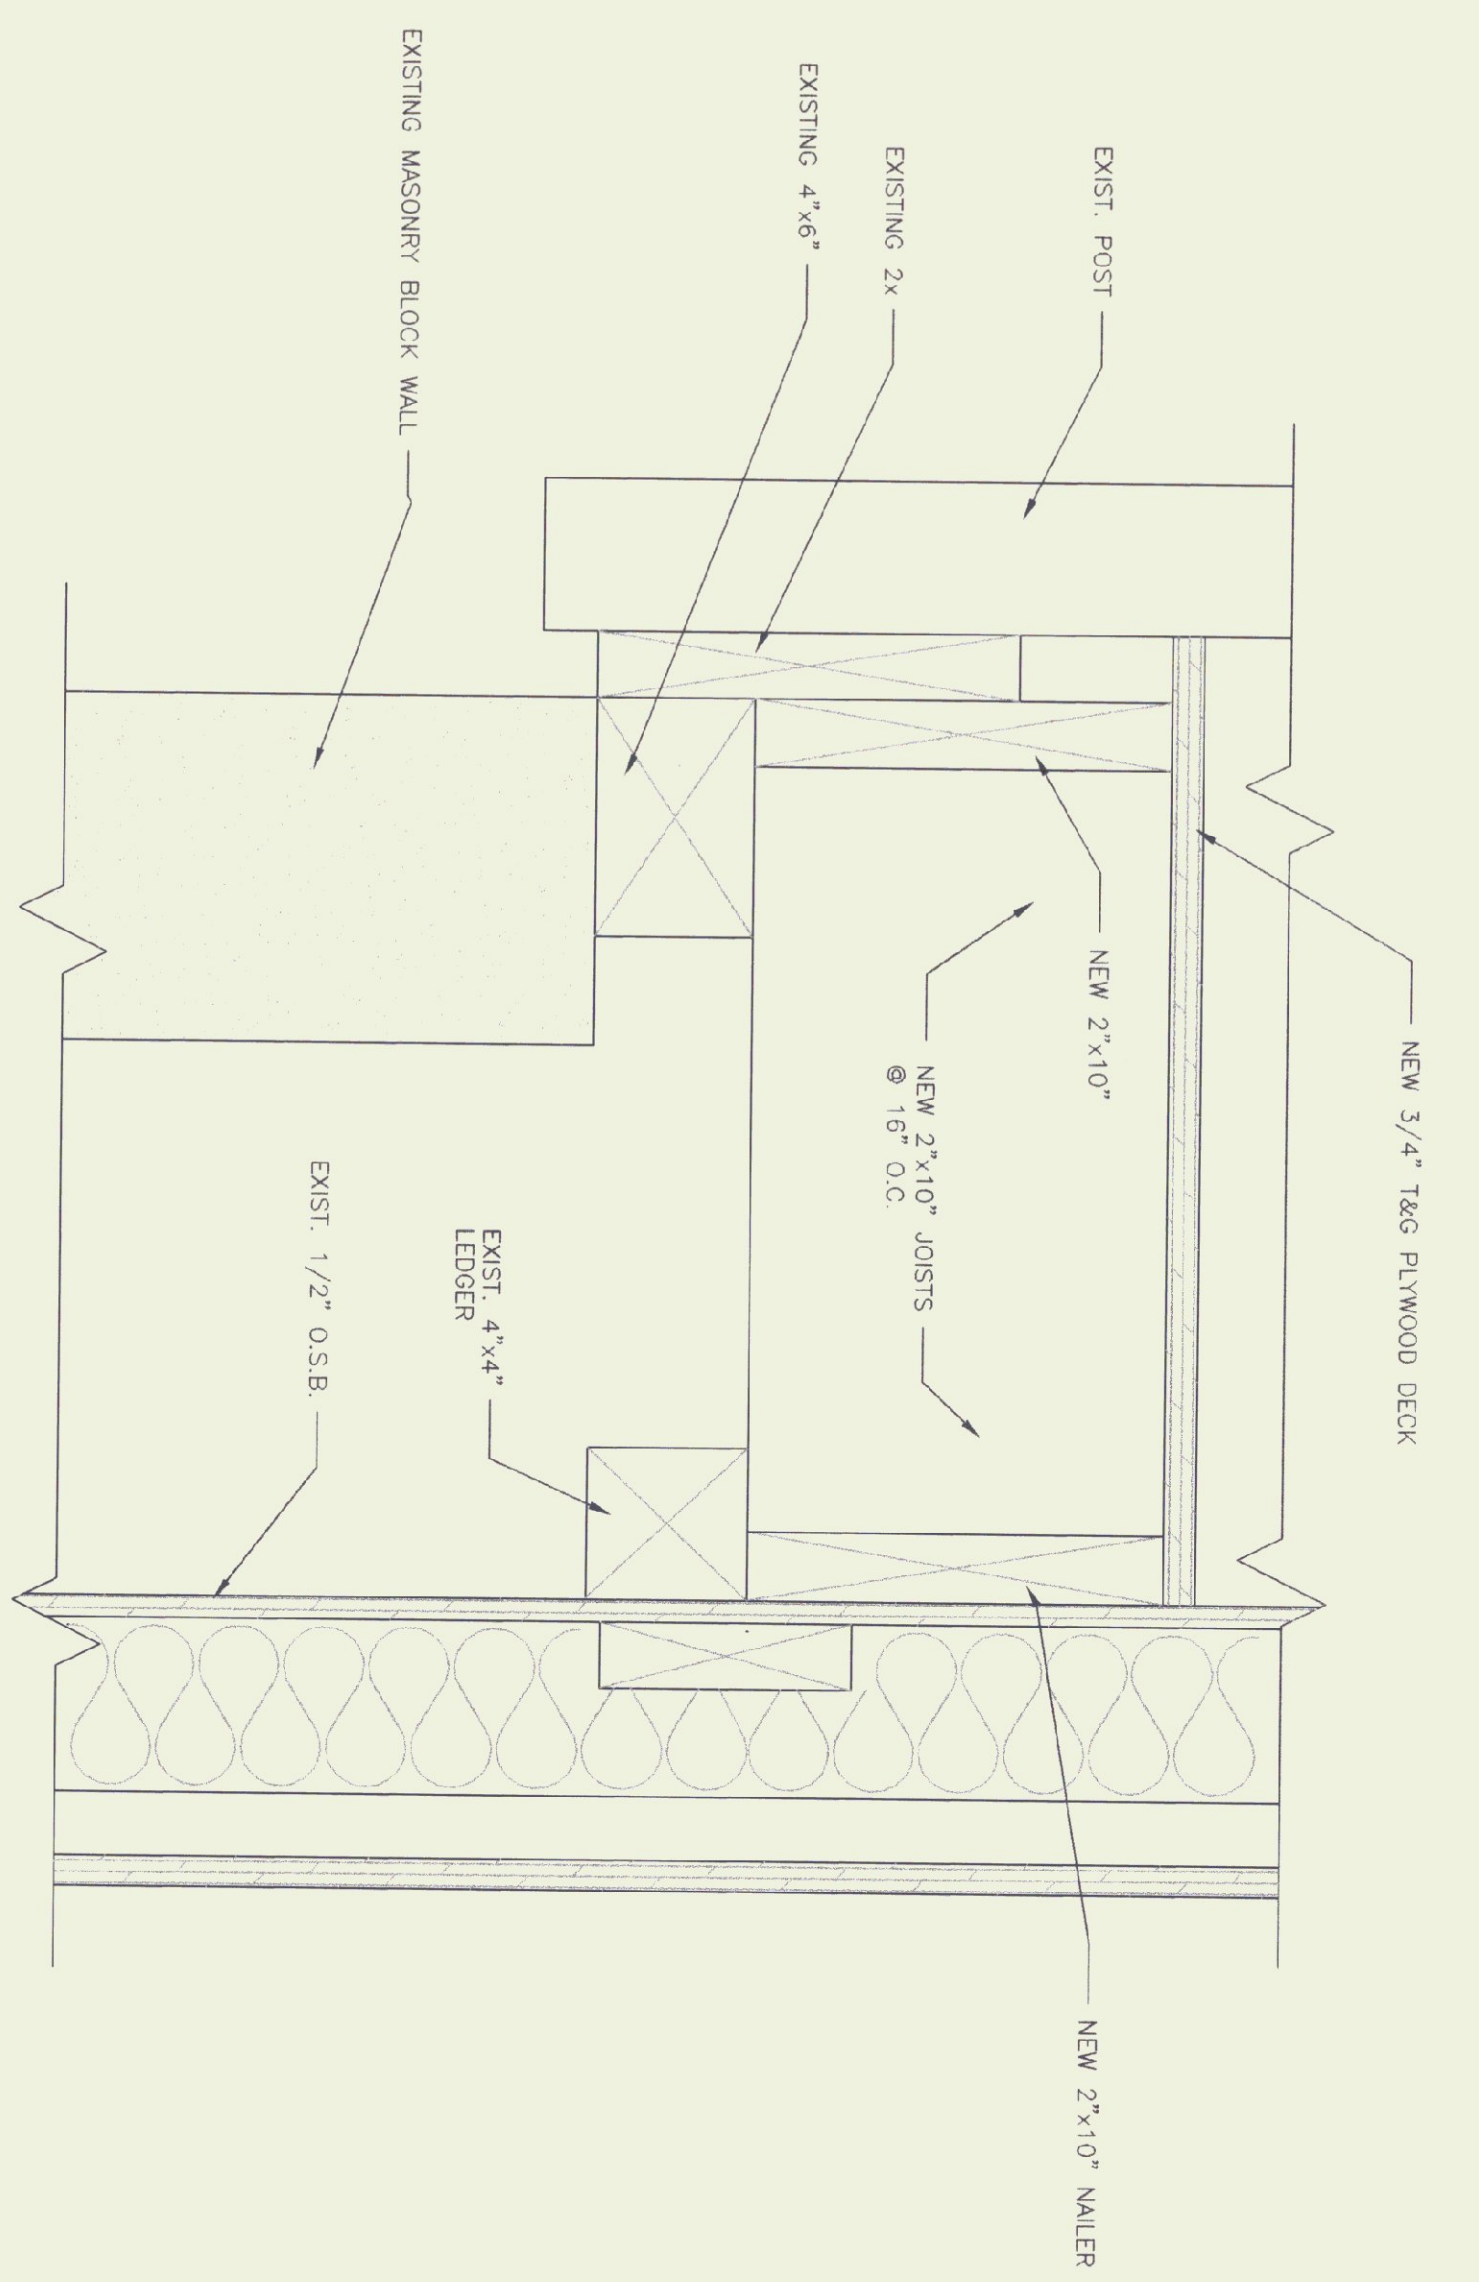 NEW 3/4" T&G PLYWOOD DECK
EXIST. POST
NEW 2"x10"
NEW 2"x10" NAILER
EXISTING 2x
NEW 2"x10" JOISTS
@ 16" O.C.
EXISTING 4"x6"
EXIST. 4"x4"
LEDGER
EXISTING MASONRY BLOCK WALL
EXIST. 1/2" O.S.B.